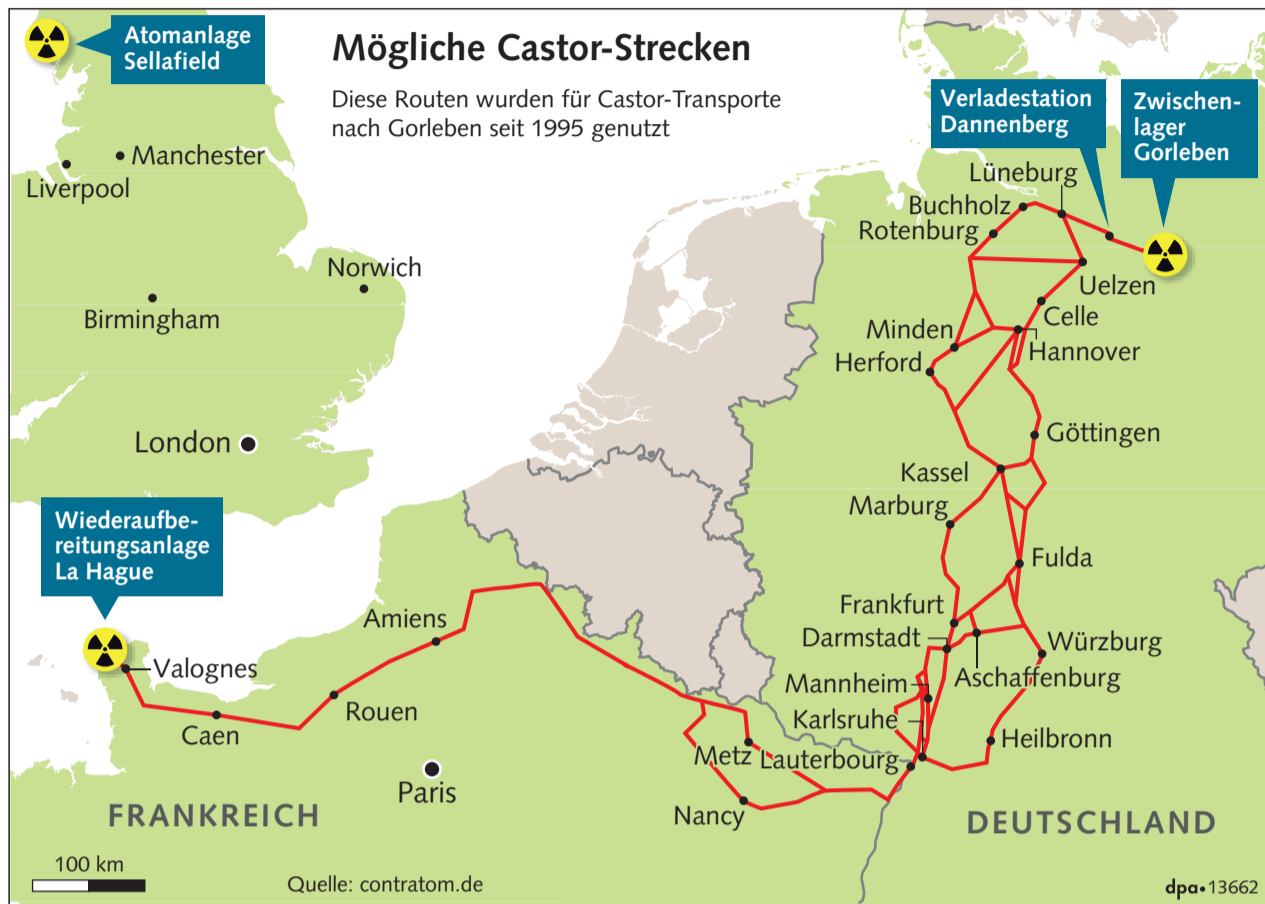 Mögliche Castor-Strecken
Diese Routen wurden für Castor-Transporte
nach Gorleben seit 1995 genutzt
Atomanlage
Sellafield
Verladestation
Dannenberg
Zwischen-
lager
Gorleben
Manchester
Liverpool
Norwich
Birmingham
London
Lüneburg
Buchholz
Rotenburg
Uelzen
Celle
Minden
Hannover
Herford
Göttingen
Kassel
Marburg
Fulda
Wiederaufbe-
reitungsanlage
La Hague
Frankfurt
Amiens
Darmstadt
Würzburg
Valognes
Aschaffenburg
Mannheim
Rouen
Karlsruhe
Caen
Heilbronn
Metz
Lauterbourg
Paris
Nancy
FRANKREICH
DEUTSCHLAND
100 km
Quelle: contratom.de
dpa•13662